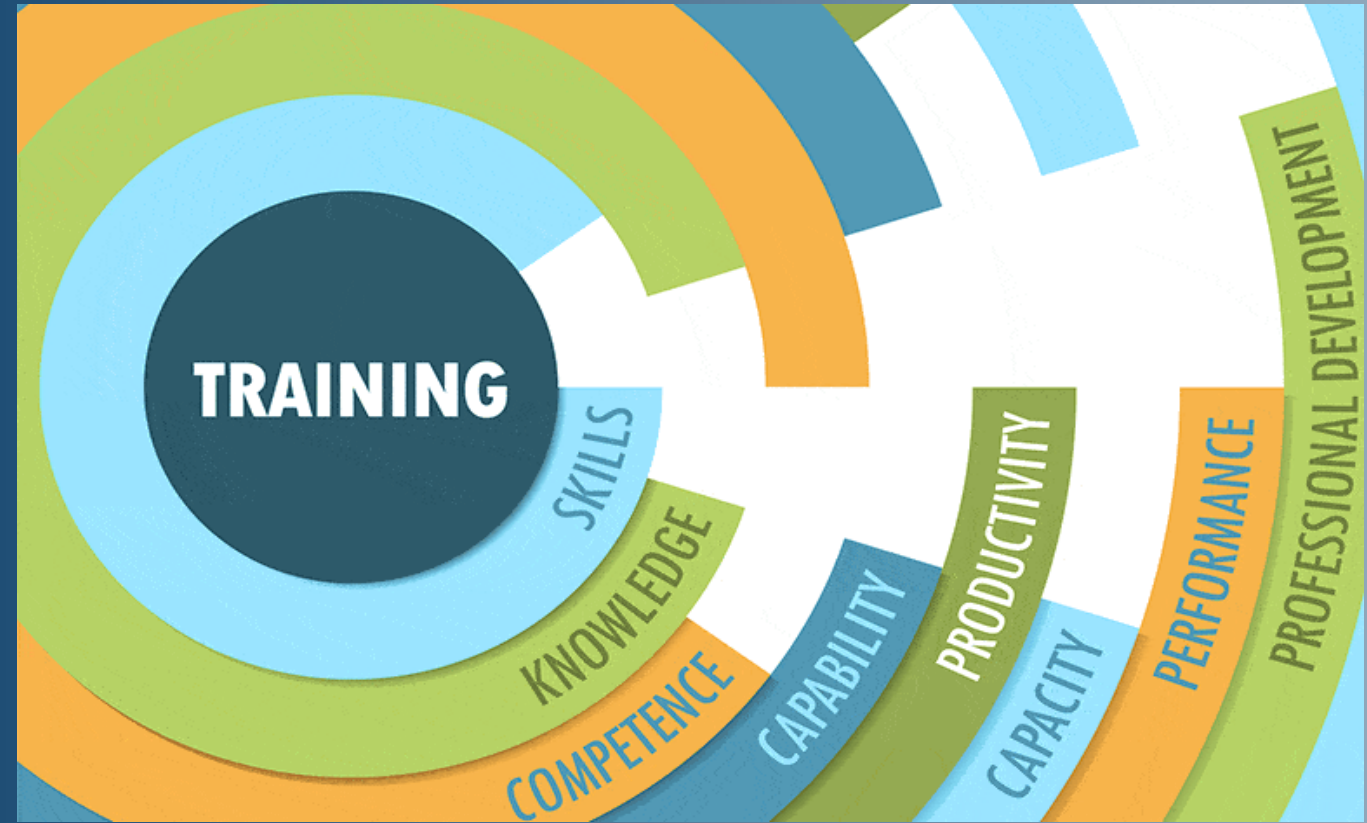 TRAINING
SKILLS
KNOWLEDGE
COMPETENCE
CAPABILITY
PRODUCTIVITY
CAPACITY
PERFORMANCE
PROFESSIONAL DEVELOPMENT